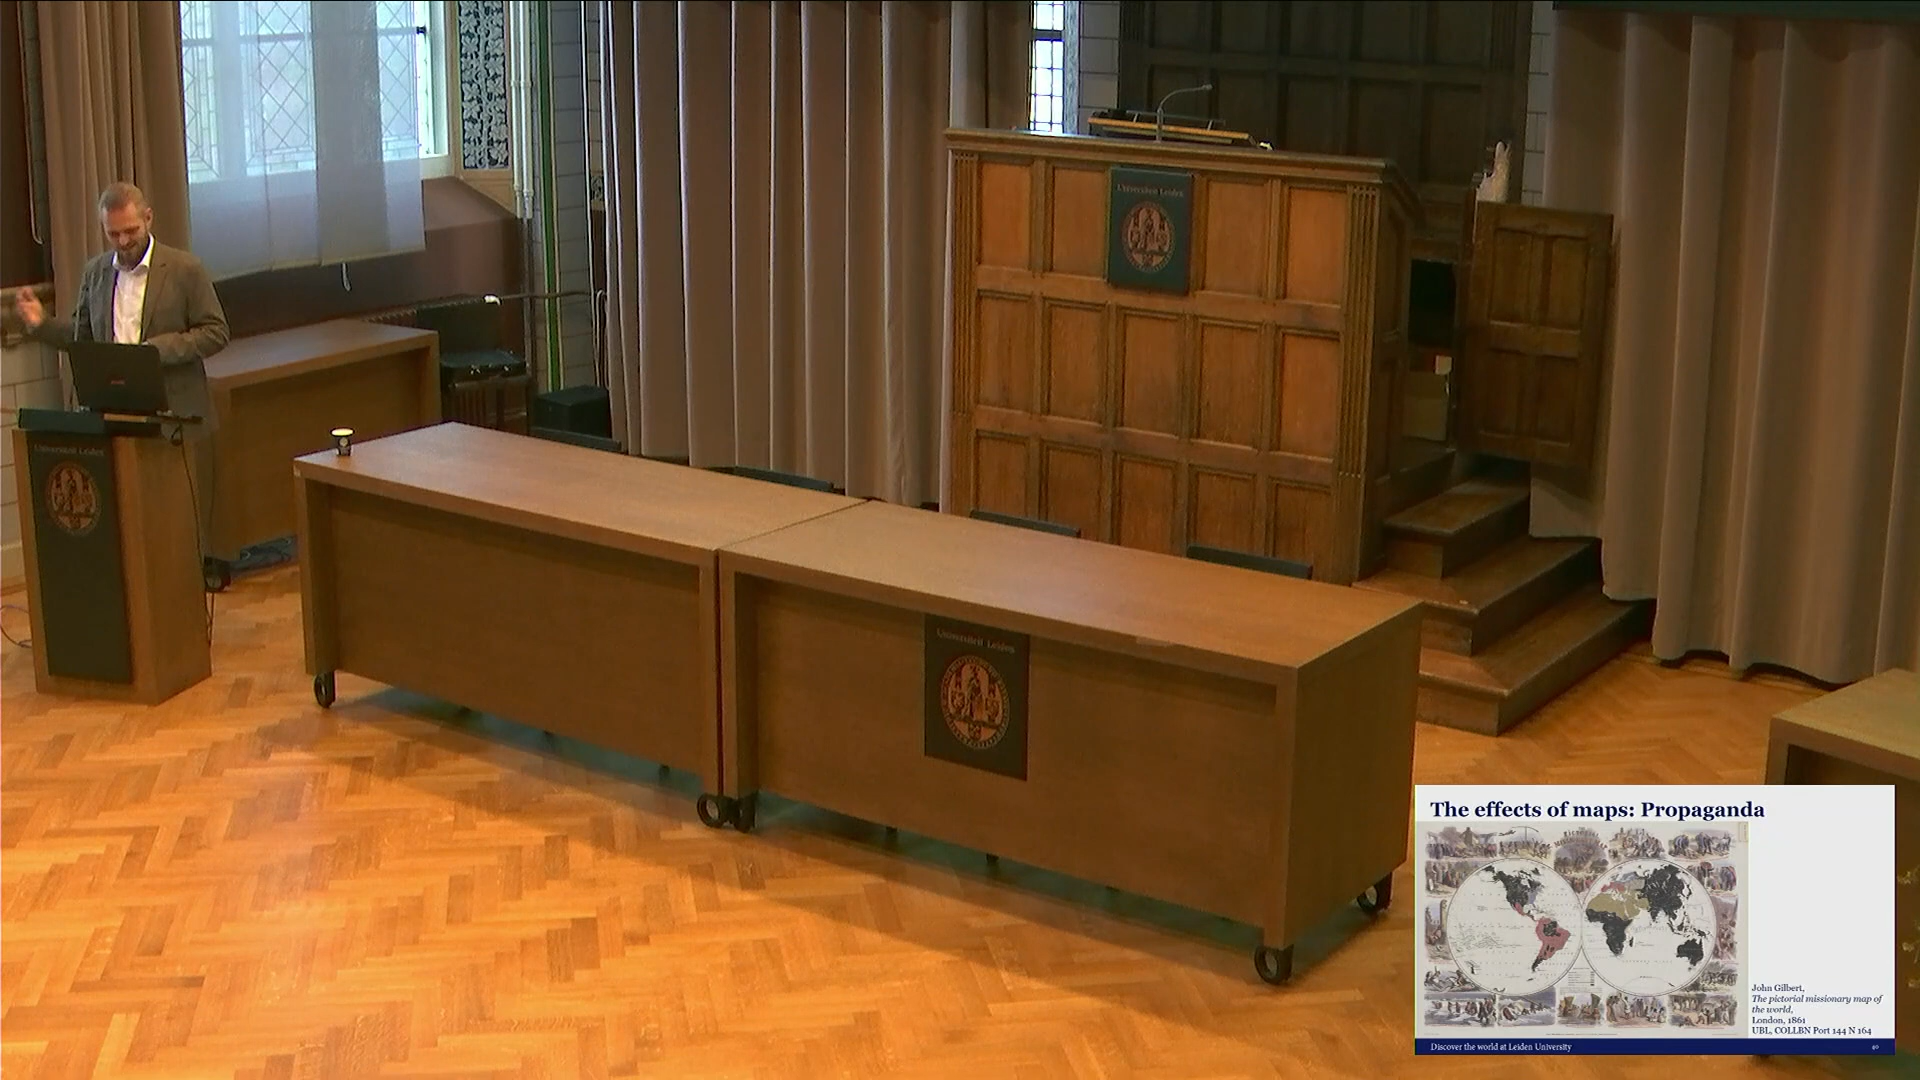 Universiteit Leiden
Universiteit Leiden
Universiteit Leiden
The effects of maps: Propaganda
John Gilbert,
The pictorial missionary map of
the world,
London, 1861
UBL, COLLBN Port 144 N 164
Discover the world at Leiden University